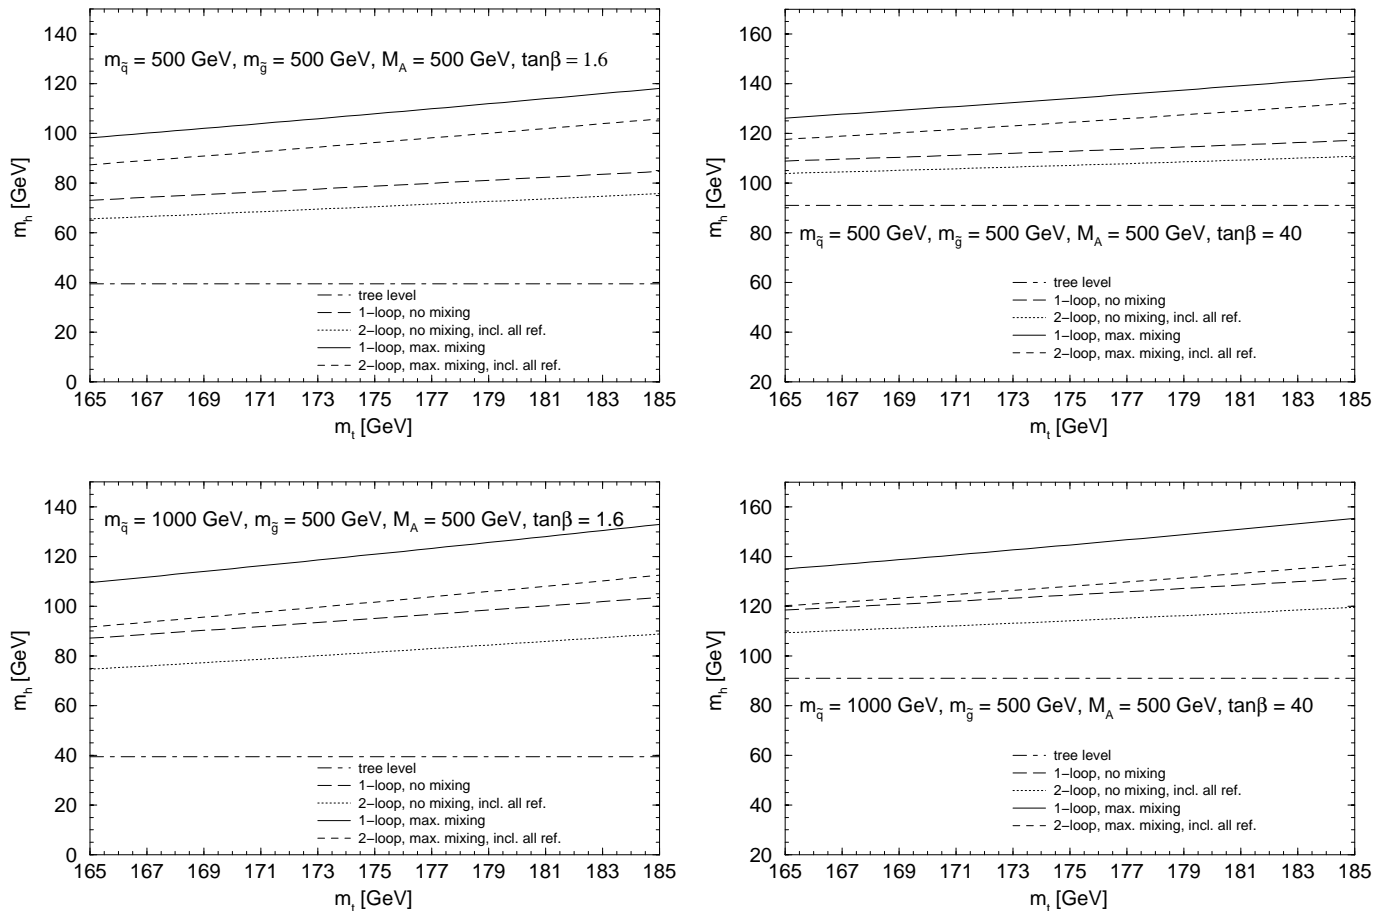 m_q̃ = 500 GeV, m_g̃ = 500 GeV, M_A = 500 GeV, tanβ = 1.6
140
120
100
80
60
40
20
0
m_h [GeV]
tree level
1−loop, no mixing
2−loop, no mixing, incl. all ref.
1−loop, max. mixing
2−loop, max. mixing, incl. all ref.
165 167 169 171 173 175 177 179 181 183 185
m_t [GeV]
160
140
120
100
80
60
40
20
m_h [GeV]
m_q̃ = 500 GeV, m_g̃ = 500 GeV, M_A = 500 GeV, tanβ = 40
tree level
1−loop, no mixing
2−loop, no mixing, incl. all ref.
1−loop, max. mixing
2−loop, max. mixing, incl. all ref.
165 167 169 171 173 175 177 179 181 183 185
m_t [GeV]
m_q̃ = 1000 GeV, m_g̃ = 500 GeV, M_A = 500 GeV, tanβ = 1.6
140
120
100
80
60
40
20
0
m_h [GeV]
tree level
1−loop, no mixing
2−loop, no mixing, incl. all ref.
1−loop, max. mixing
2−loop, max. mixing, incl. all ref.
165 167 169 171 173 175 177 179 181 183 185
m_t [GeV]
160
140
120
100
80
60
40
20
m_h [GeV]
m_q̃ = 1000 GeV, m_g̃ = 500 GeV, M_A = 500 GeV, tanβ = 40
tree level
1−loop, no mixing
2−loop, no mixing, incl. all ref.
1−loop, max. mixing
2−loop, max. mixing, incl. all ref.
165 167 169 171 173 175 177 179 181 183 185
m_t [GeV]